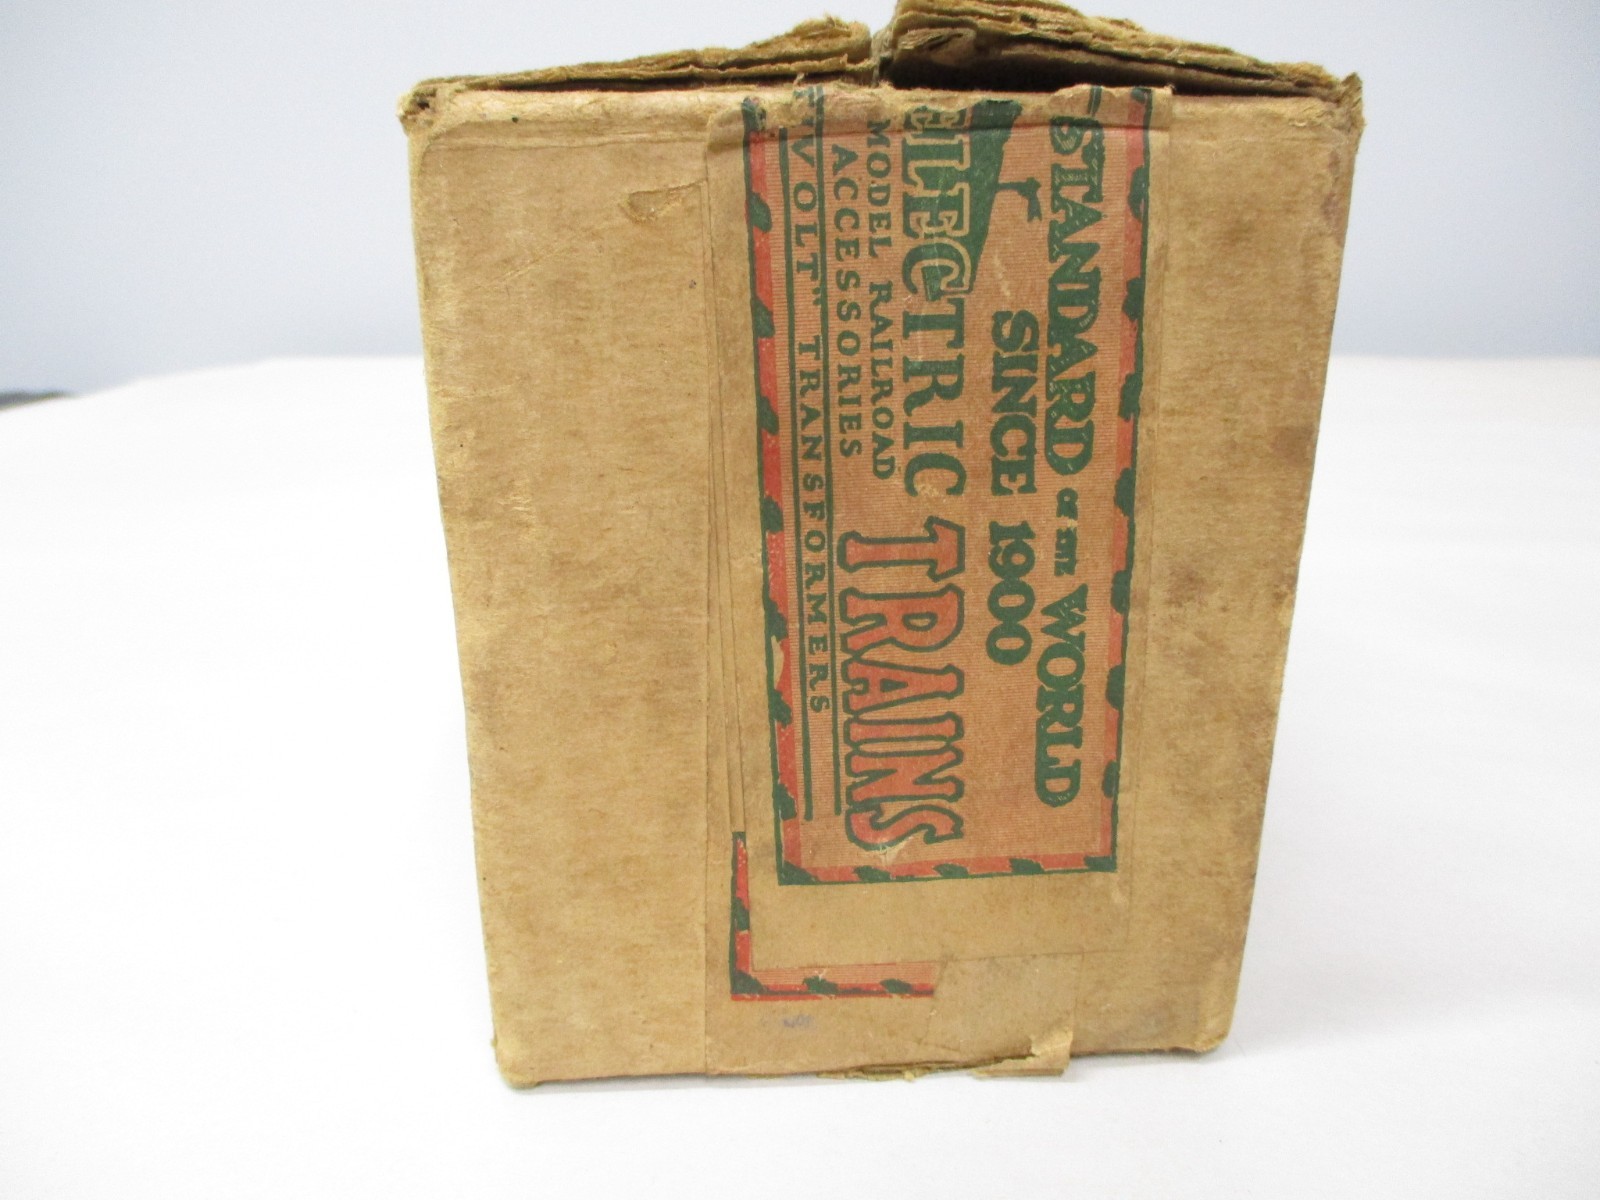 STANDARD OF THE WORLD
SINCE 1900
ELECTRIC TRAINS
MODEL RAILROAD
ACCESSORIES
VOLT" TRANSFORMERS